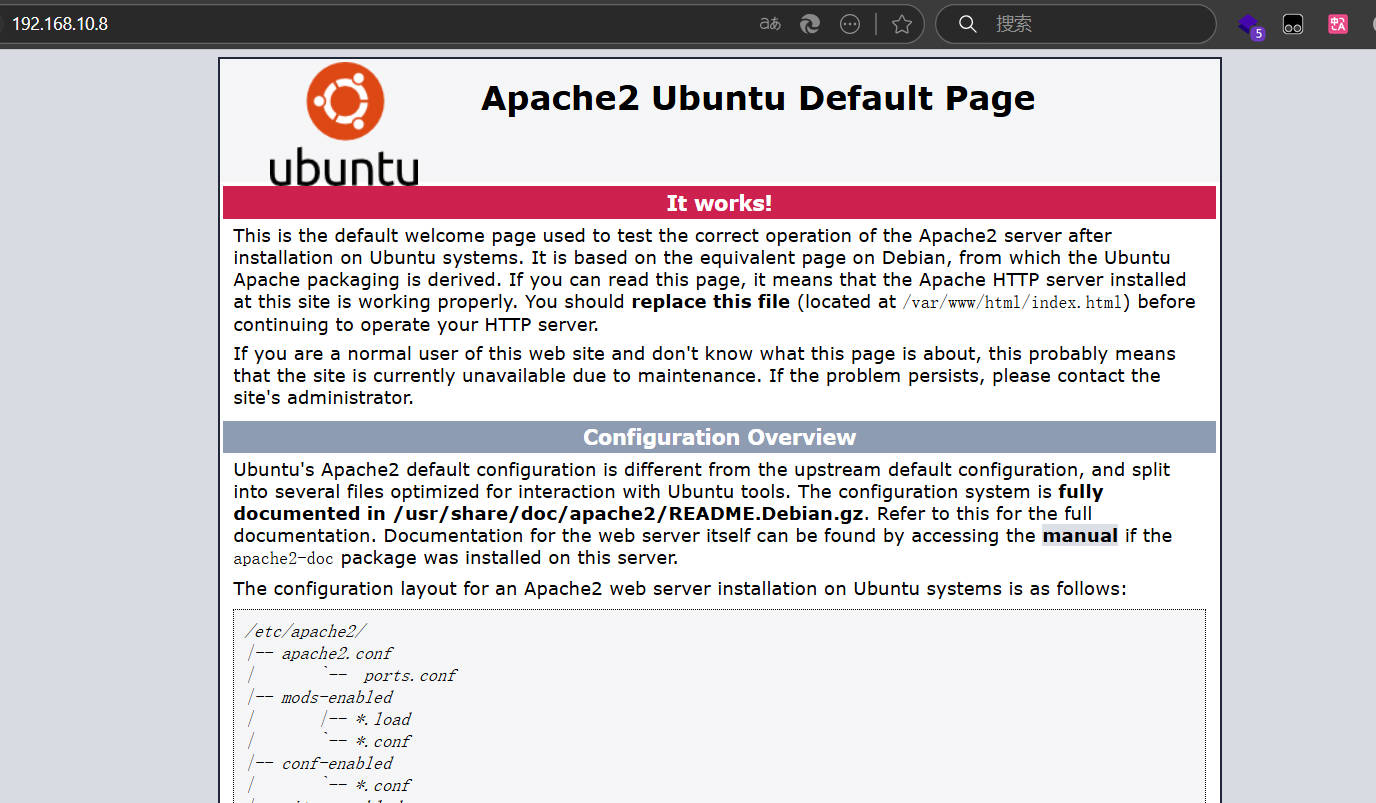 192.168.10.8
aあ
搜索
5
中A
Apache2 Ubuntu Default Page
ubuntu
It works!
This is the default welcome page used to test the correct operation of the Apache2 server after
installation on Ubuntu systems. It is based on the equivalent page on Debian, from which the Ubuntu
Apache packaging is derived. If you can read this page, it means that the Apache HTTP server installed
at this site is working properly. You should replace this file (located at /var/www/html/index.html) before
continuing to operate your HTTP server.
If you are a normal user of this web site and don't know what this page is about, this probably means
that the site is currently unavailable due to maintenance. If the problem persists, please contact the
site's administrator.
Configuration Overview
Ubuntu's Apache2 default configuration is different from the upstream default configuration, and split
into several files optimized for interaction with Ubuntu tools. The configuration system is fully
documented in /usr/share/doc/apache2/README.Debian.gz. Refer to this for the full
documentation. Documentation for the web server itself can be found by accessing the manual if the
apache2-doc package was installed on this server.
The configuration layout for an Apache2 web server installation on Ubuntu systems is as follows:
/etc/apache2/
|-- apache2.conf
|       `--  ports.conf
|-- mods-enabled
|       |-- *.load
|       `-- *.conf
|-- conf-enabled
|       `-- *.conf